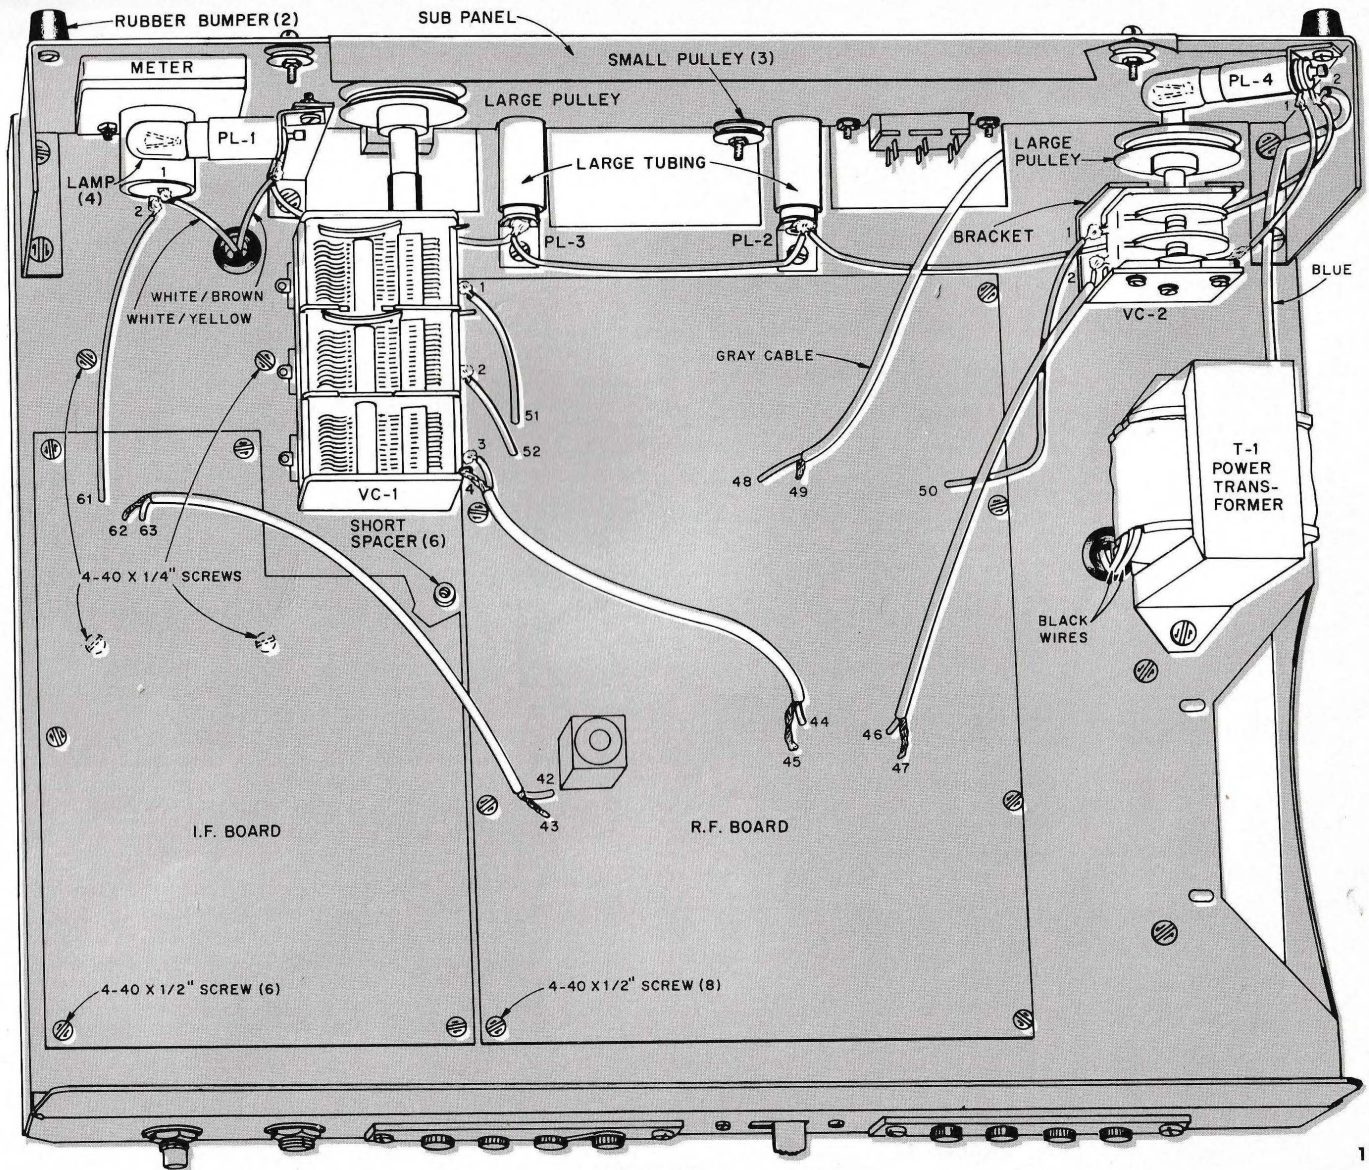 RUBBER BUMPER (2)
SUB PANEL
METER
SMALL PULLEY (3)
PL-4
1
2
LARGE PULLEY
PL-1
LARGE
PULLEY
LARGE TUBING
LAMP
(4)
1
2
PL-3
PL-2
BRACKET
1
2
BLUE
WHITE/BROWN
WHITE/YELLOW
1
VC-2
GRAY CABLE
2
51
52
3
4
T-1
POWER
TRANS-
FORMER
48
49
50
61
VC-1
62
63
SHORT
SPACER (6)
4-40 X 1/4" SCREWS
BLACK
WIRES
44
45
46
47
42
43
I.F. BOARD
R.F. BOARD
4-40 X 1/2" SCREW (6)
4-40 X 1/2" SCREW (8)
1